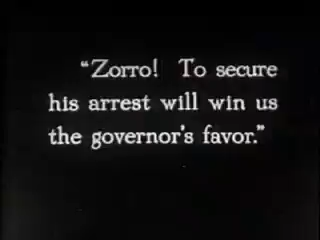 “Zorro! To secure
his arrest will win us
the governor's favor.”